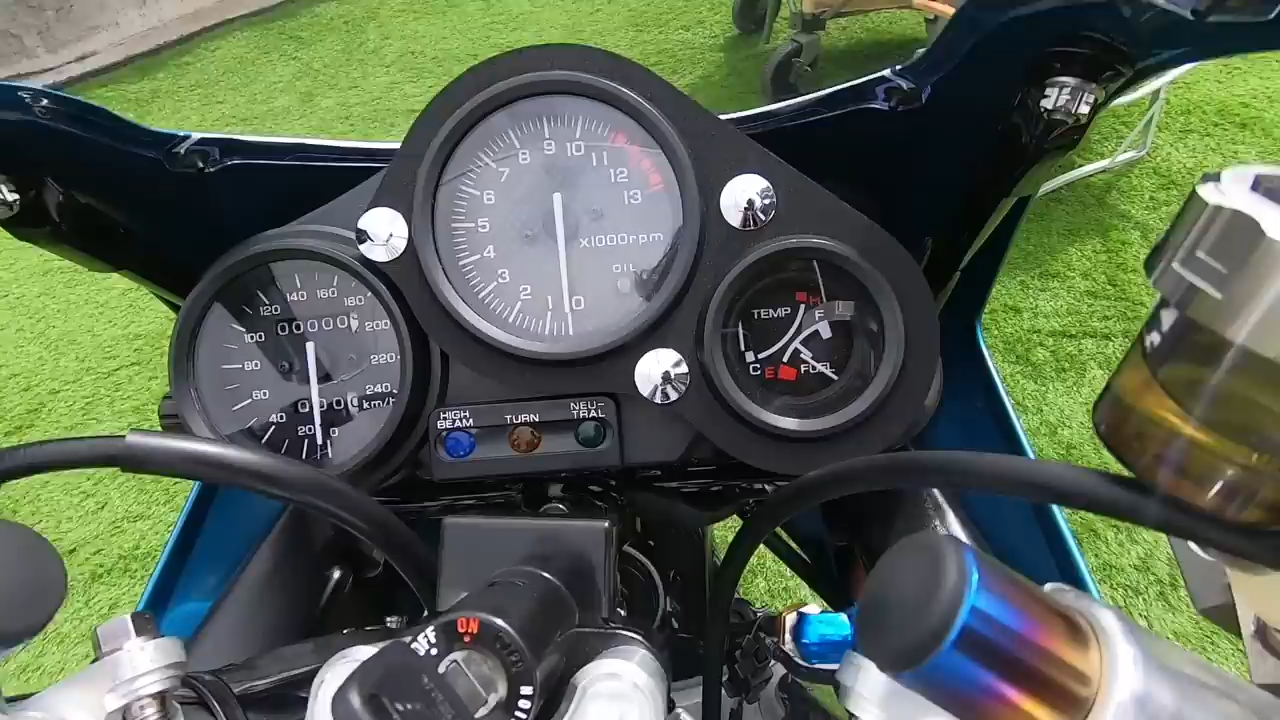 9 10
8 11
7 12
6 13
5
4 x1000rpm
3 OIL
2
1 0
140 160
120 180
00000 200
100
80 220
60 240
km/h
40
20 0
TEMP H
F
C E FUEL
HIGH
BEAM
TURN
NEU-
TRAL
OFF
ON